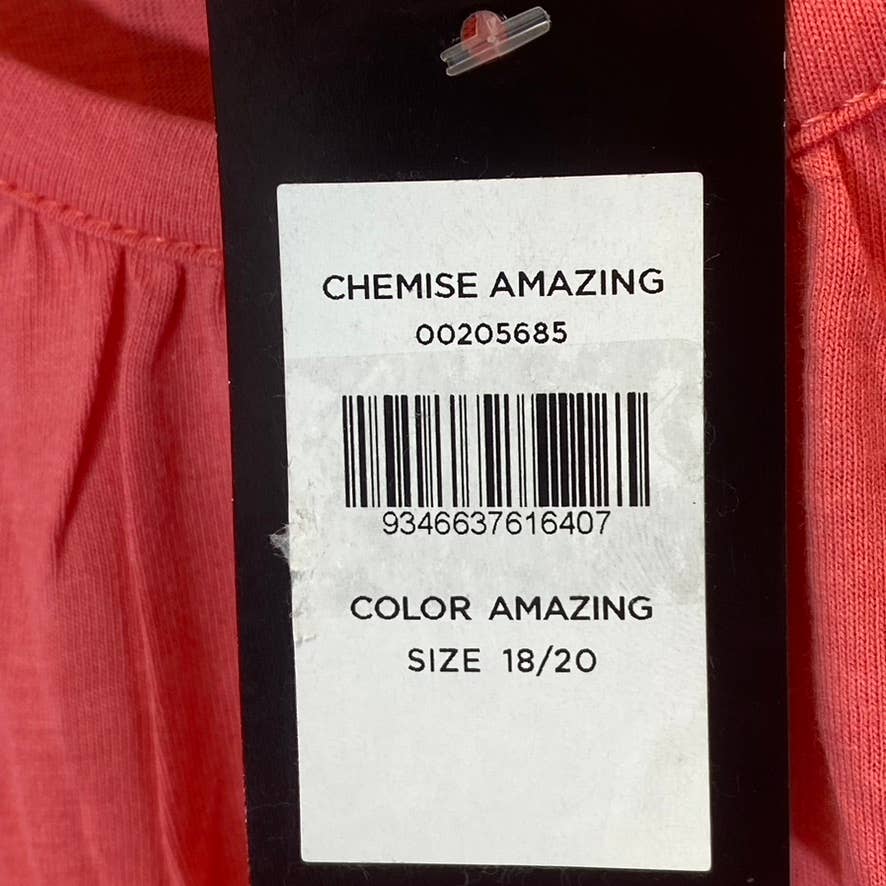 CHEMISE AMAZING
00205685
9346637616407
COLOR AMAZING
SIZE 18/20